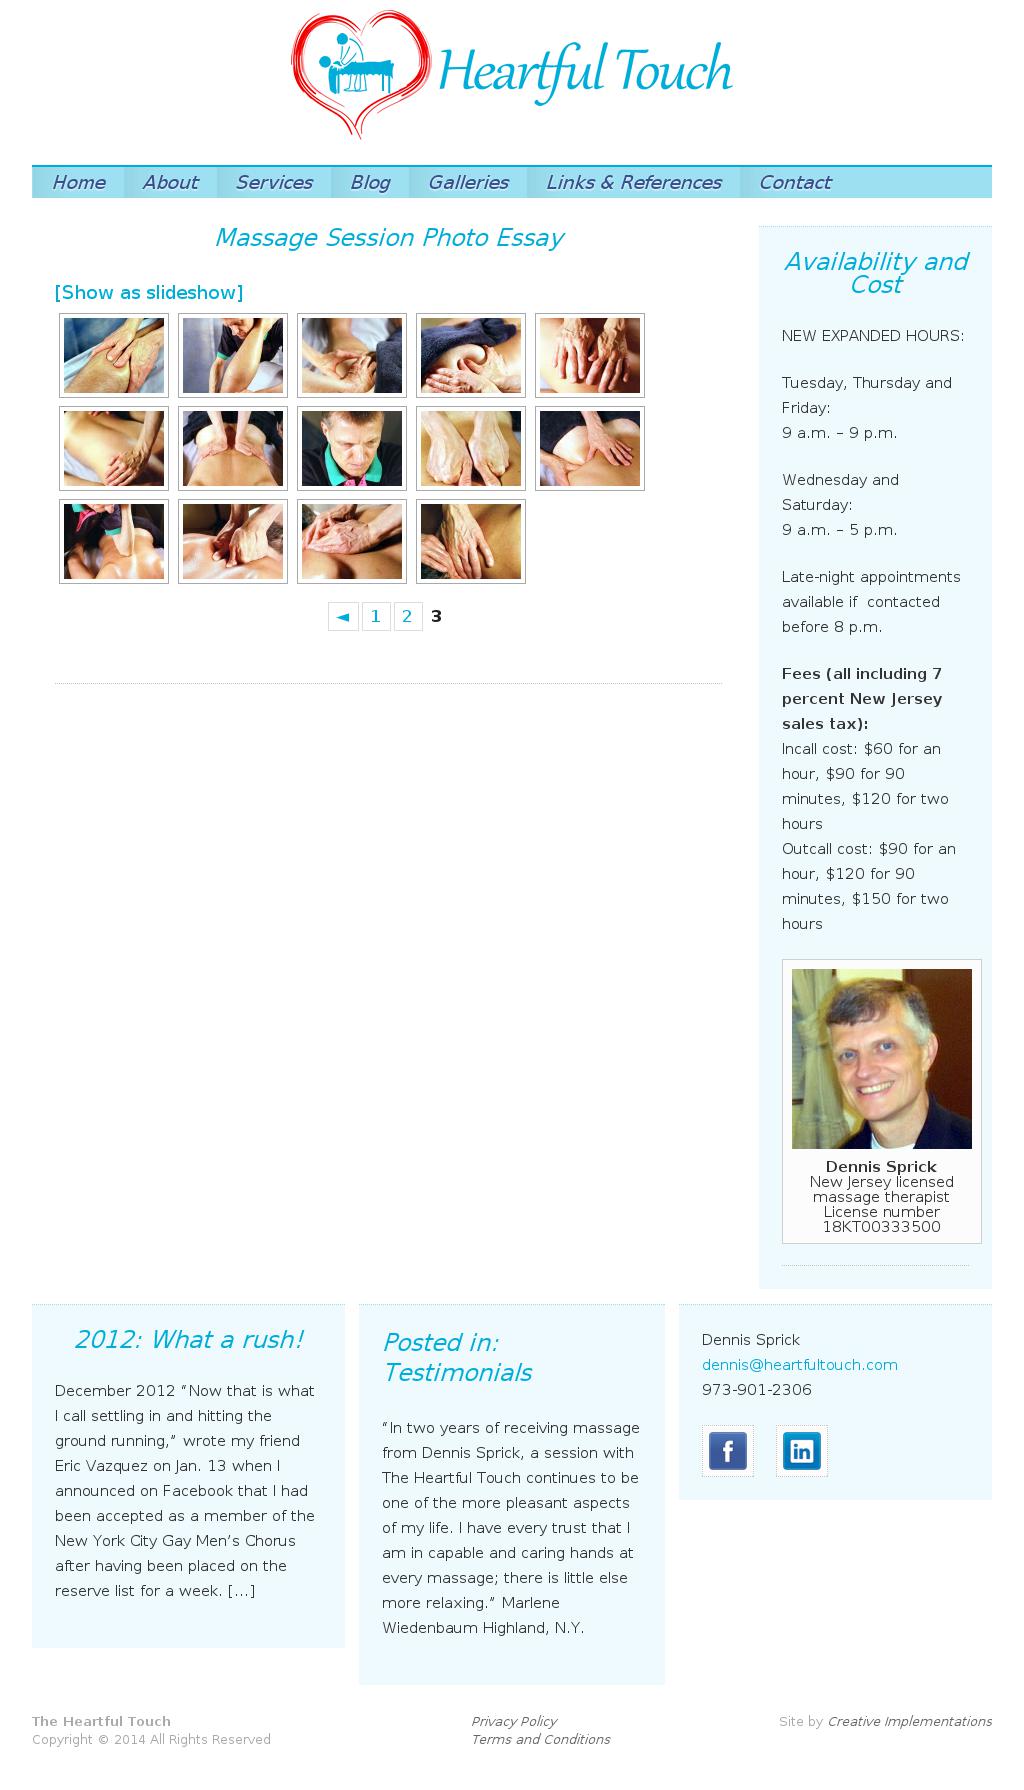 Heartful Touch
Home About Services Blog Galleries Links & References Contact
Massage Session Photo Essay
[Show as slideshow]
◄ 1 2 3
Availability and
Cost
NEW EXPANDED HOURS:
Tuesday, Thursday and
Friday:
9 a.m. – 9 p.m.
Wednesday and
Saturday:
9 a.m. – 5 p.m.
Late-night appointments
available if  contacted
before 8 p.m.
Fees (all including 7
percent New Jersey
sales tax):
Incall cost: $60 for an
hour, $90 for 90
minutes, $120 for two
hours
Outcall cost: $90 for an
hour, $120 for 90
minutes, $150 for two
hours
Dennis Sprick
New Jersey licensed
massage therapist
License number
18KT00333500
2012: What a rush!
December 2012 “Now that is what
I call settling in and hitting the
ground running,” wrote my friend
Eric Vazquez on Jan. 13 when I
announced on Facebook that I had
been accepted as a member of the
New York City Gay Men’s Chorus
after having been placed on the
reserve list for a week. […]
Posted in:
Testimonials
“In two years of receiving massage
from Dennis Sprick, a session with
The Heartful Touch continues to be
one of the more pleasant aspects
of my life. I have every trust that I
am in capable and caring hands at
every massage; there is little else
more relaxing.” Marlene
Wiedenbaum Highland, N.Y.
Dennis Sprick
dennis@heartfultouch.com
973-901-2306
f in
The Heartful Touch
Copyright © 2014 All Rights Reserved
Privacy Policy
Terms and Conditions
Site by Creative Implementations